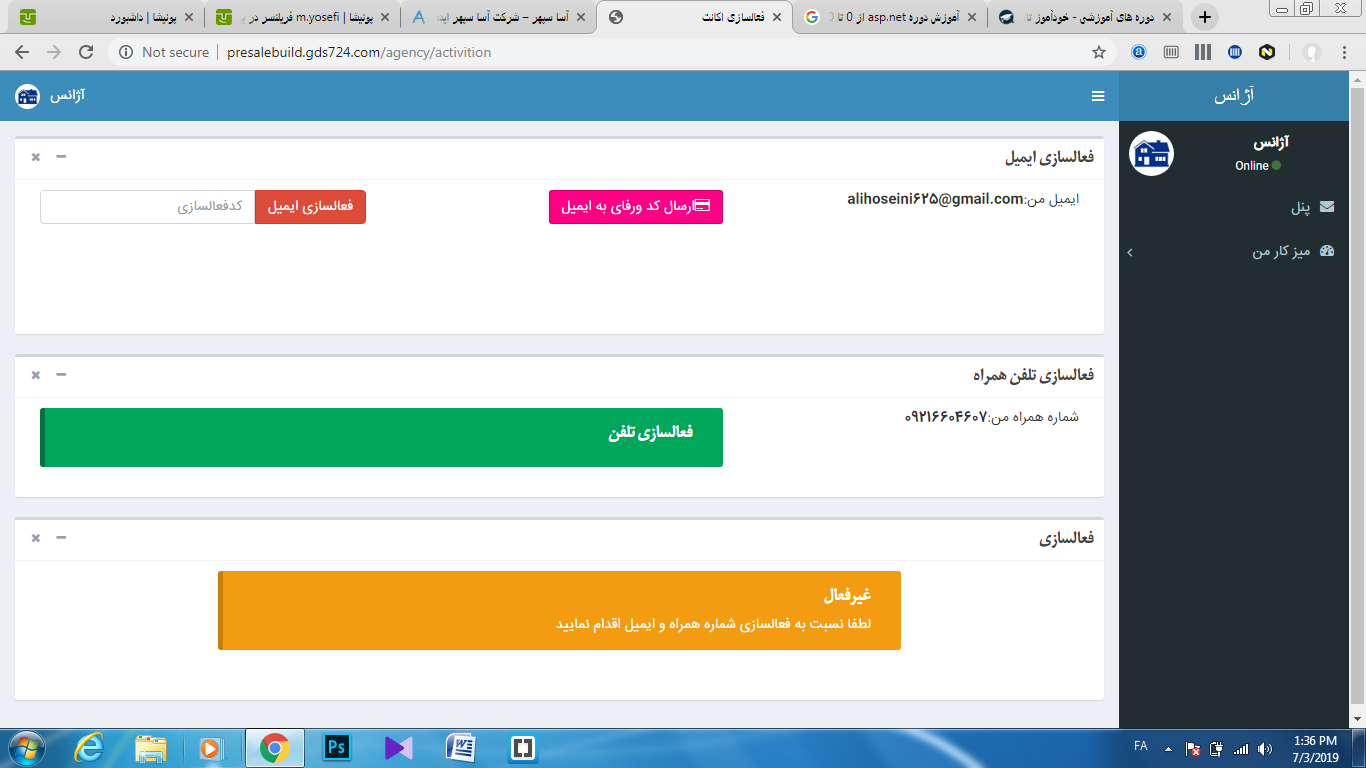 یونیشا | داشبورد
یونیشا | m.yosefi فریلنسر در
آسا سپهر – شرکت آسا سپهر
فعالسازی اکانت
آموزش دوره asp.net از 0 تا
دوره های آموزشی - خودآموز تا
Not secure | presalebuild.gds724.com/agency/activition
آژانس
آژانس
آژانس
Online
پنل
میز کار من
فعالسازی ایمیل
ایمیل من:alihoseini۶۲۵@gmail.com
ارسال کد ورفای به ایمیل
فعالسازی ایمیل
کدفعالسازی
فعالسازی تلفن همراه
شماره همراه من:۰۹۲۱۶۶۰۴۶۰۷
فعالسازی تلفن
فعالسازی
غیرفعال
لطفا نسبت به فعالسازی شماره همراه و ایمیل اقدام نمایید
Ps
FA
1:36 PM
7/3/2019